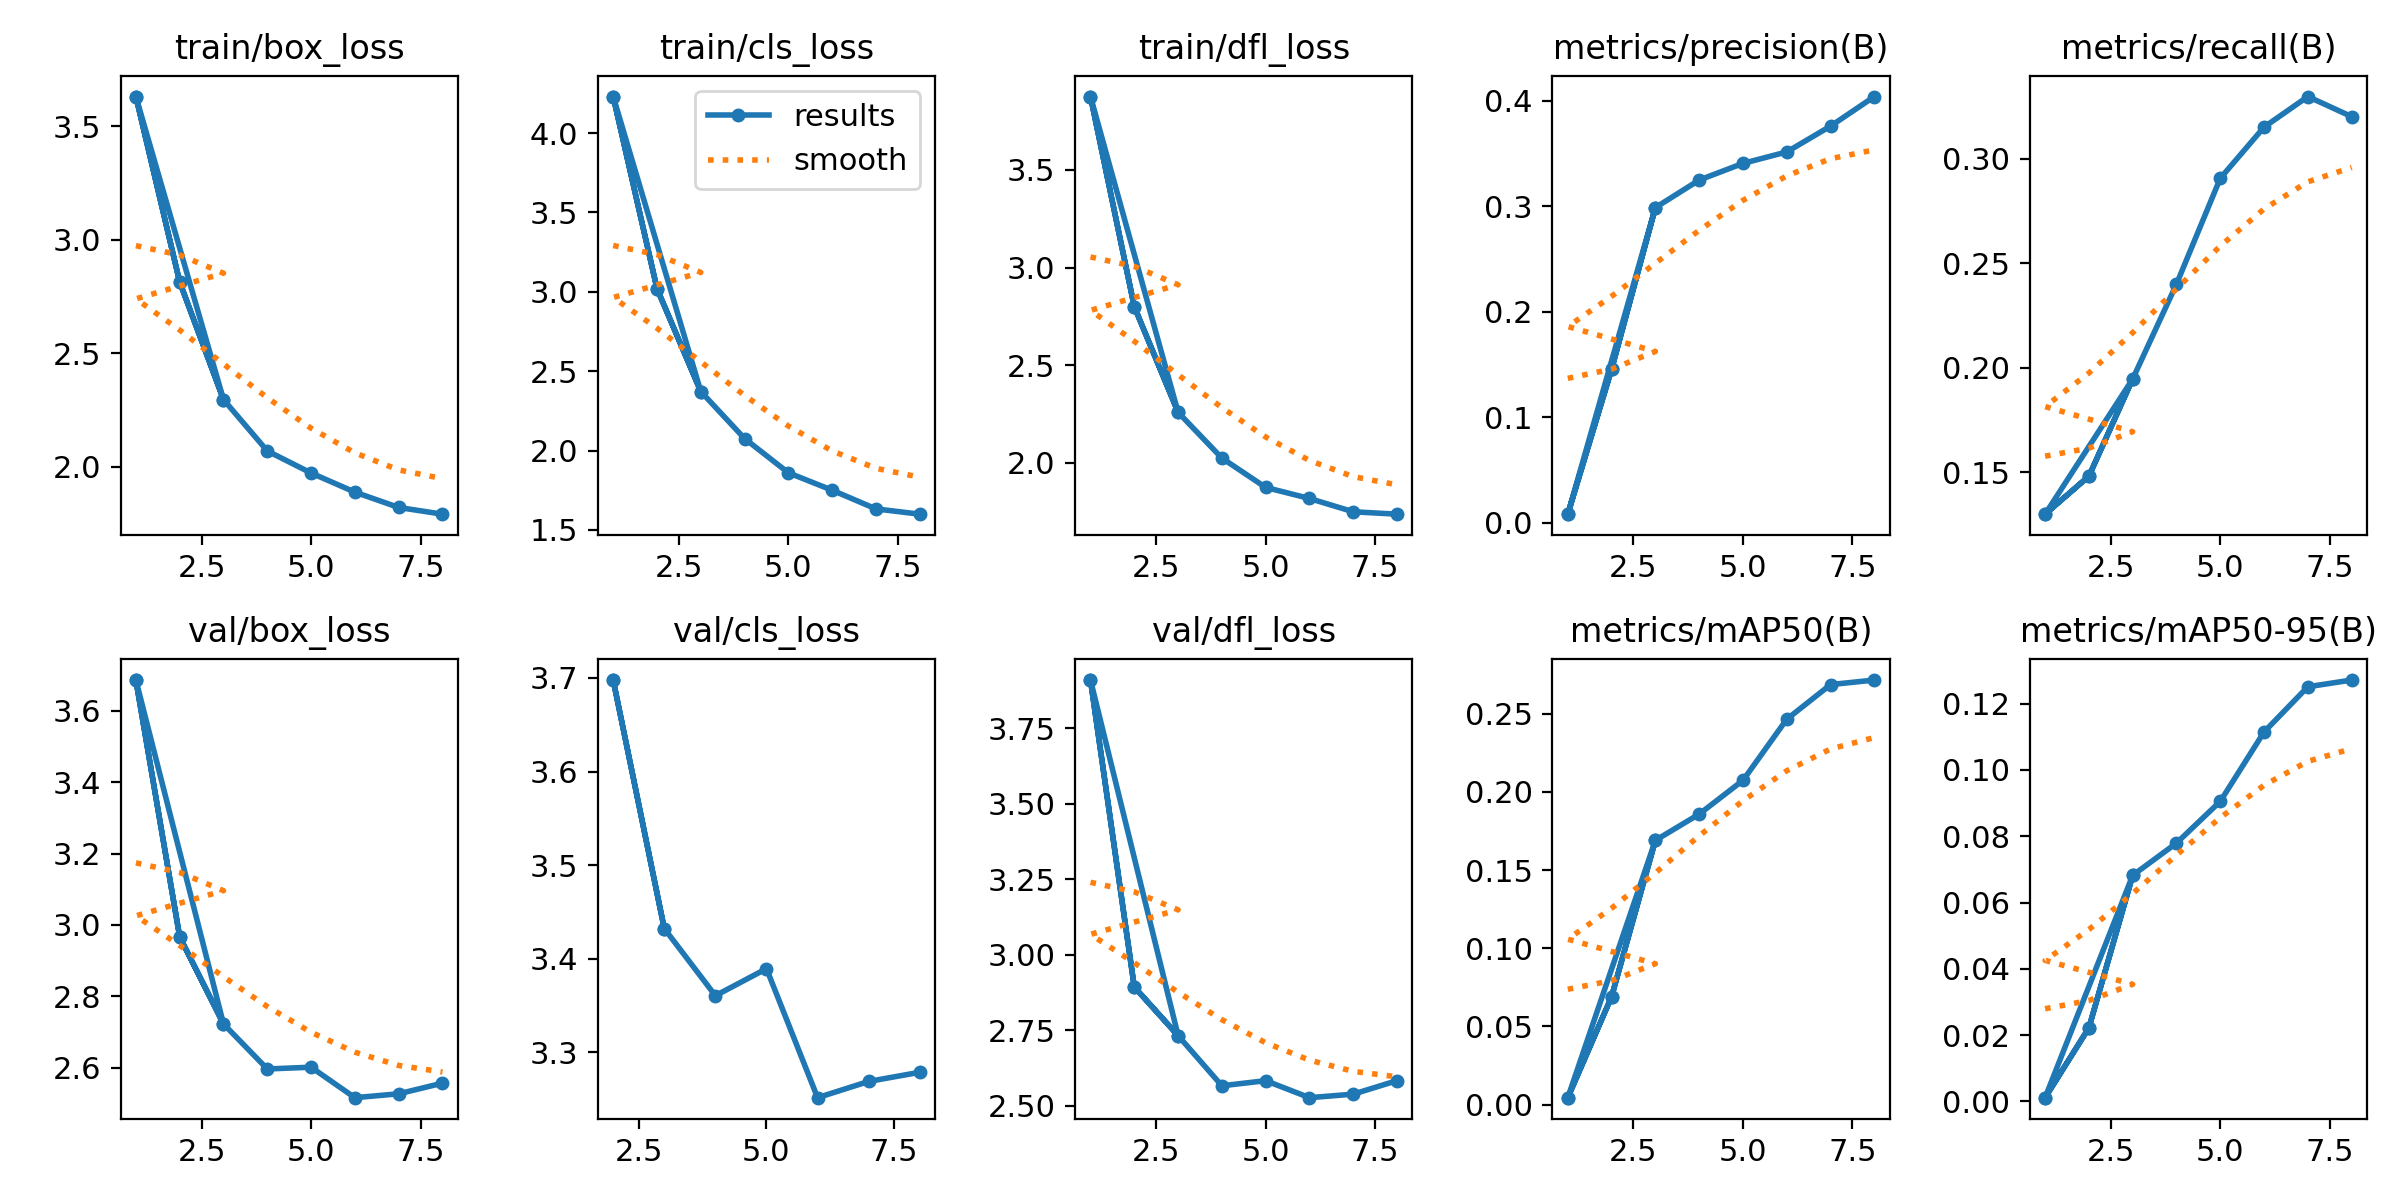 train/box_loss
train/cls_loss
train/dfl_loss
metrics/precision(B)
metrics/recall(B)
3.5
3.0
2.5
2.0
2.5 5.0 7.5
results
smooth
4.0
3.5
3.0
2.5
2.0
1.5
2.5 5.0 7.5
3.5
3.0
2.5
2.0
2.5 5.0 7.5
0.4
0.3
0.2
0.1
0.0
2.5 5.0 7.5
0.30
0.25
0.20
0.15
2.5 5.0 7.5
val/box_loss
val/cls_loss
val/dfl_loss
metrics/mAP50(B)
metrics/mAP50-95(B)
3.6
3.4
3.2
3.0
2.8
2.6
2.5 5.0 7.5
3.7
3.6
3.5
3.4
3.3
2.5 5.0 7.5
3.75
3.50
3.25
3.00
2.75
2.50
2.5 5.0 7.5
0.25
0.20
0.15
0.10
0.05
0.00
2.5 5.0 7.5
0.12
0.10
0.08
0.06
0.04
0.02
0.00
2.5 5.0 7.5